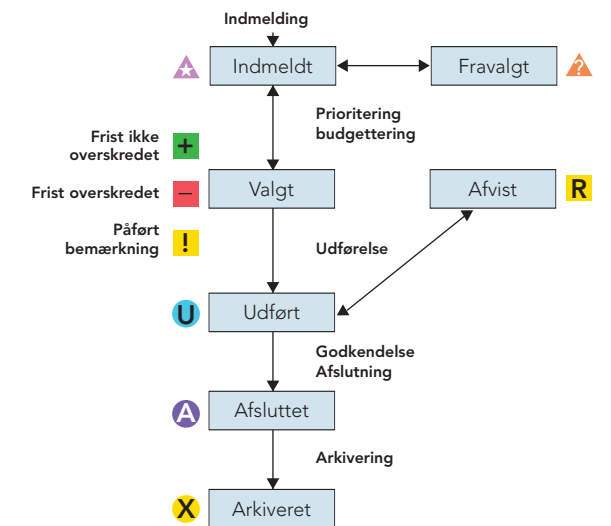 Indmelding
Indmeldt
Fravalgt
?
Prioritering
budgettering
Frist ikke
overskredet
+
Frist overskredet
–
Valgt
Afvist
R
Påført
bemærkning
!
Udførelse
U
Udført
Godkendelse
Afslutning
A
Afsluttet
Arkivering
X
Arkiveret